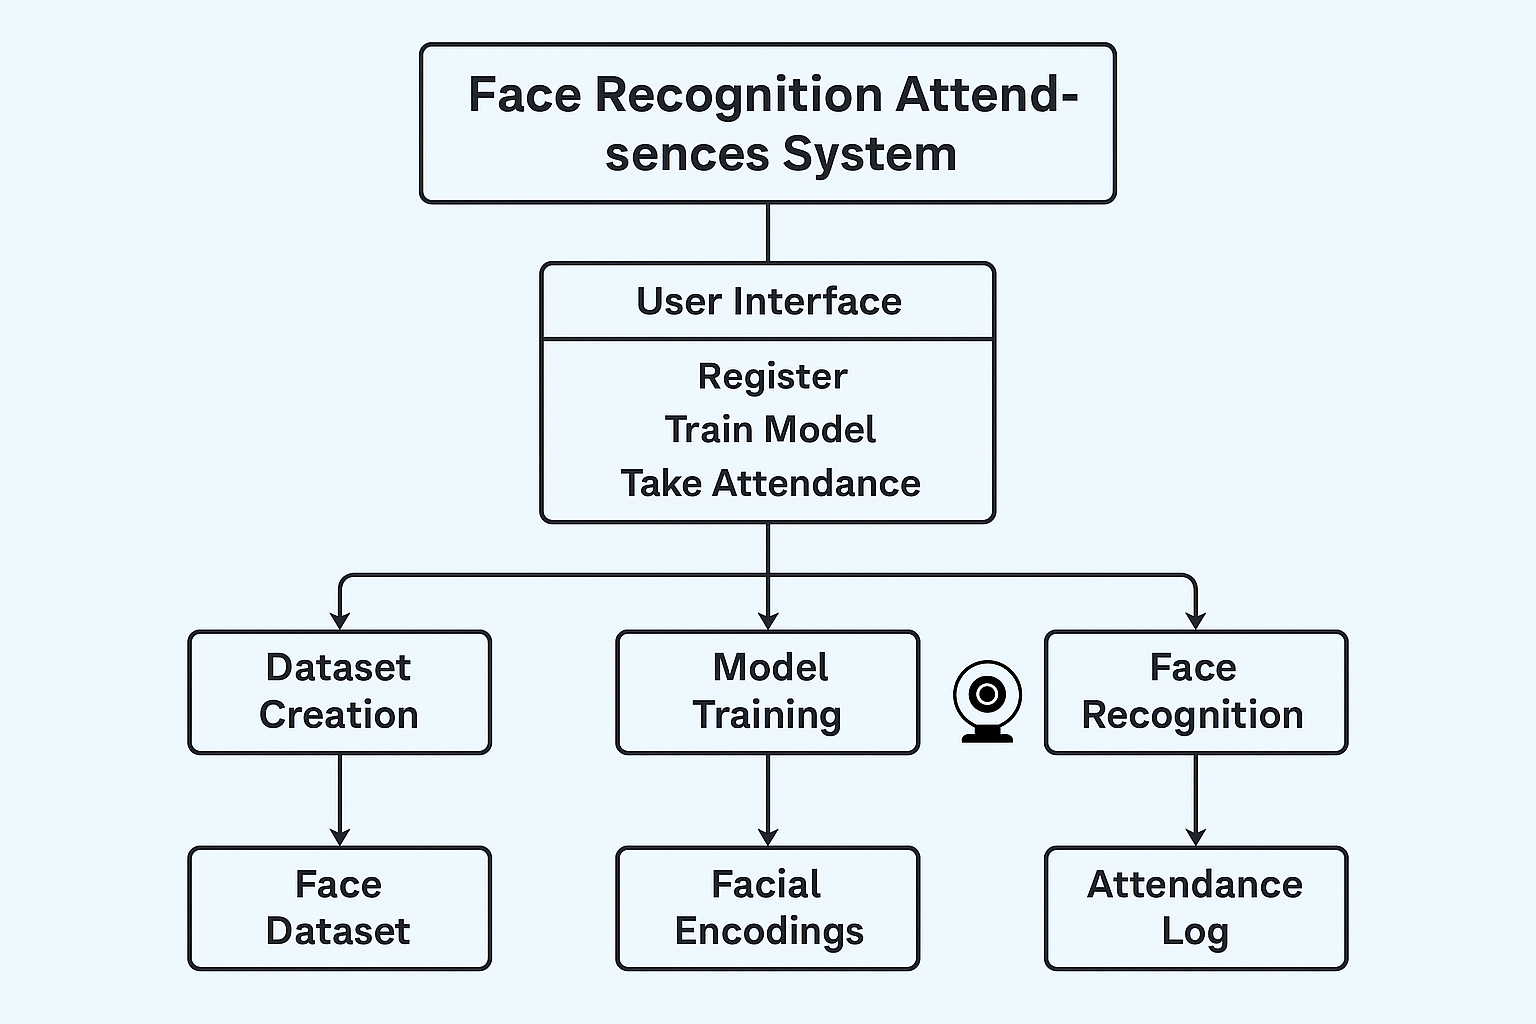 Face Recognition Attend-
sences System
User Interface
Register
Train Model
Take Attendance
Dataset
Creation
Model
Training
Face
Recognition
Face
Dataset
Facial
Encodings
Attendance
Log